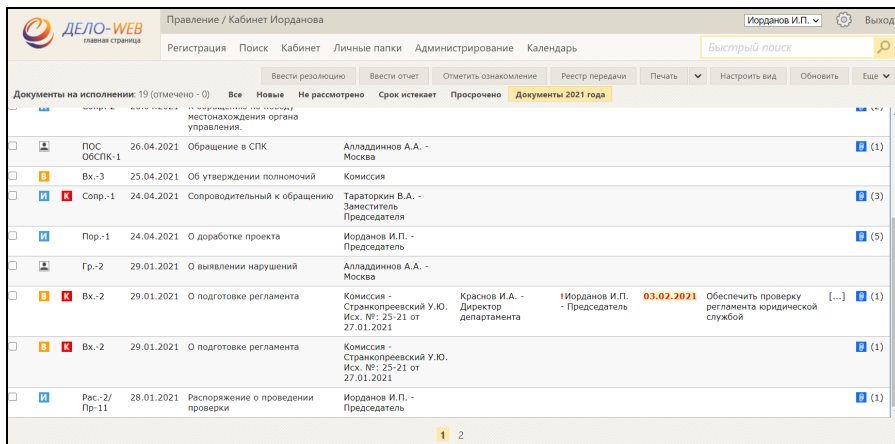 Правление / Кабинет Иорданова
Иорданов И.П.
Выход
ДЕЛО-WEB
главная страница
Регистрация Поиск Кабинет Личные папки Администрирование Календарь
Быстрый поиск
Ввести резолюцию Ввести отчет Отметить ознакомление Реестр передачи Печать Настроить вид Обновить Еще
Документы на исполнении: 19 (отмечено - 0) Все Новые Не рассмотрено Срок истекает Просрочено Документы 2021 года
местонахождения органа
управления.
ПОС 26.04.2021 Обращение в СПК Алладдиннов А.А. - (1)
ОбСПК-1 Москва
В Вх.-3 25.04.2021 Об утверждении полномочий Комиссия
И К Сопр.-1 24.04.2021 Сопроводительный к обращению Тараторкин В.А. - (3)
Заместитель
Председателя
И Пор.-1 24.04.2021 О доработке проекта Иорданов И.П. - (5)
Председатель
Гр.-2 29.01.2021 О выявлении нарушений Алладдиннов А.А. -
Москва
В К Вх.-2 29.01.2021 О подготовке регламента Комиссия - Краснов И.А. - !Иорданов И.П. 03.02.2021 Обеспечить проверку [...] (1)
Странкопреевский У.Ю. Директор - Председатель регламента юридической
Исх. №: 25-21 от департамента службой
27.01.2021
В К Вх.-2 29.01.2021 О подготовке регламента Комиссия - (1)
Странкопреевский У.Ю.
Исх. №: 25-21 от
27.01.2021
И Рас.-2/ 28.01.2021 Распоряжение о проведении Иорданов И.П. - (1)
Пр-11 проверки Председатель
1 2